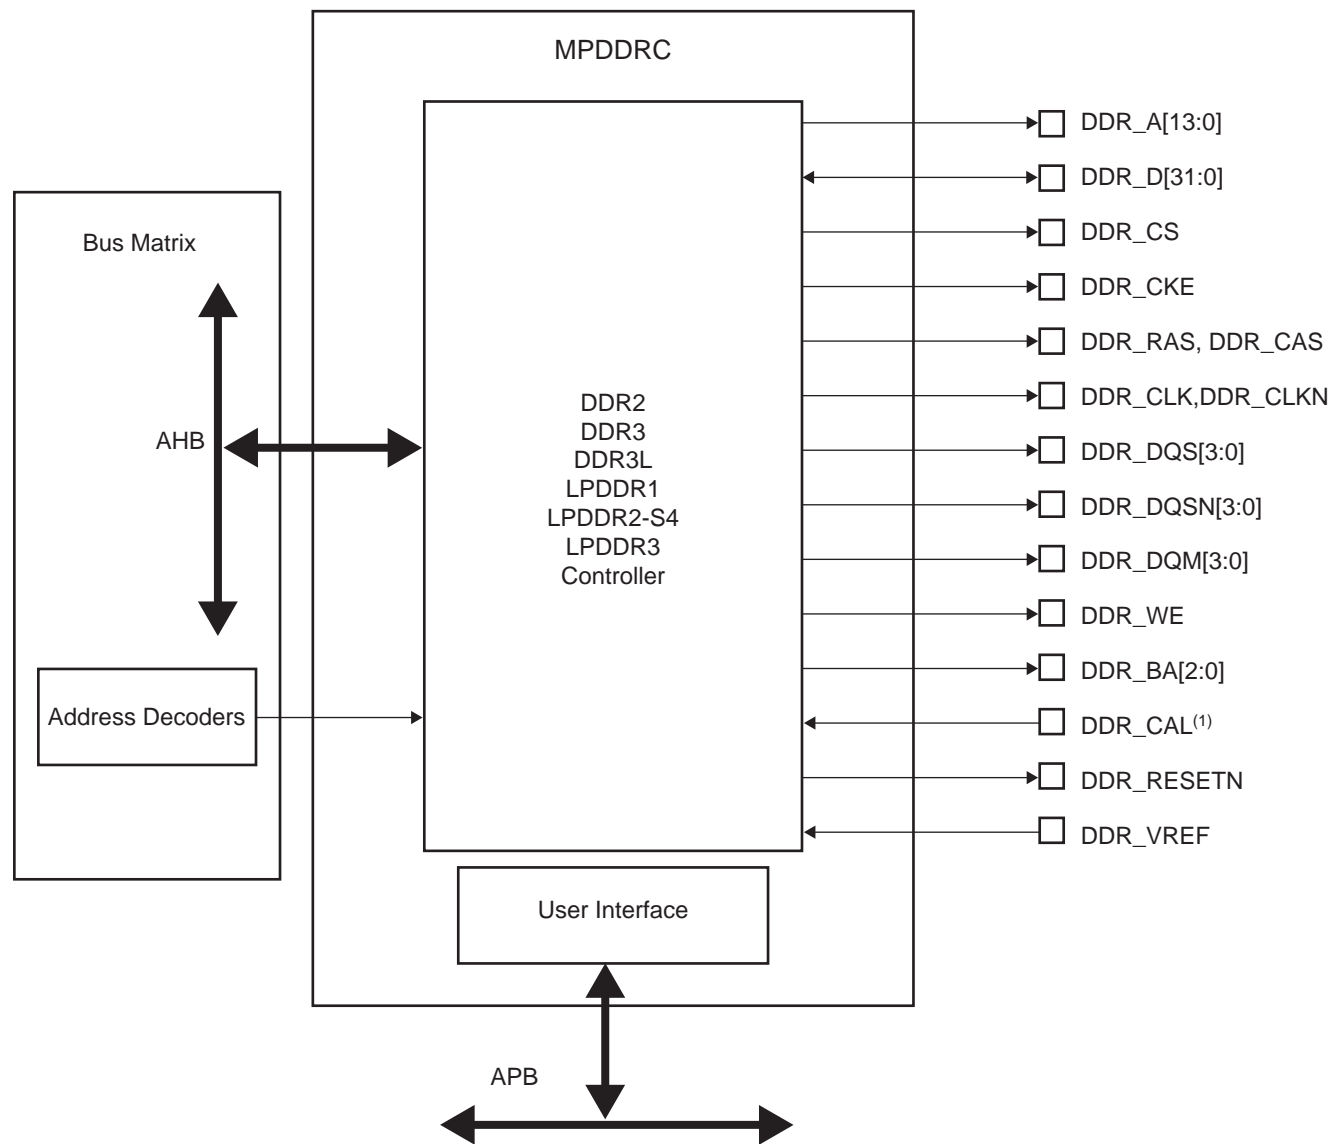 MPDDRC
Bus Matrix
AHB
Address Decoders
DDR2
DDR3
DDR3L
LPDDR1
LPDDR2-S4
LPDDR3
Controller
User Interface
APB
DDR_A[13:0]
DDR_D[31:0]
DDR_CS
DDR_CKE
DDR_RAS, DDR_CAS
DDR_CLK,DDR_CLKN
DDR_DQS[3:0]
DDR_DQSN[3:0]
DDR_DQM[3:0]
DDR_WE
DDR_BA[2:0]
DDR_CAL(1)
DDR_RESETN
DDR_VREF